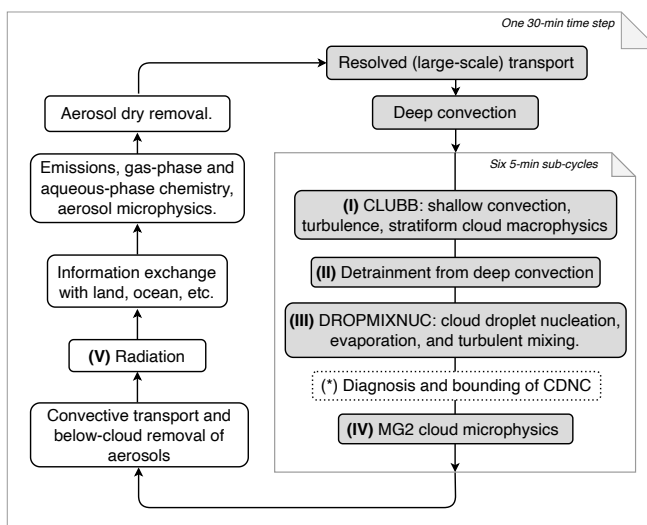 One 30-min time step
Resolved (large-scale) transport
Deep convection
Six 5-min sub-cycles
(I) CLUBB: shallow convection,
turbulence, stratiform cloud macrophysics
(II) Detrainment from deep convection
(III) DROPMIXNUC: cloud droplet nucleation,
evaporation, and turbulent mixing.
(*) Diagnosis and bounding of CDNC
(IV) MG2 cloud microphysics
Convective transport and
below-cloud removal of
aerosols
(V) Radiation
Information exchange
with land, ocean, etc.
Emissions, gas-phase and
aqueous-phase chemistry,
aerosol microphysics.
Aerosol dry removal.